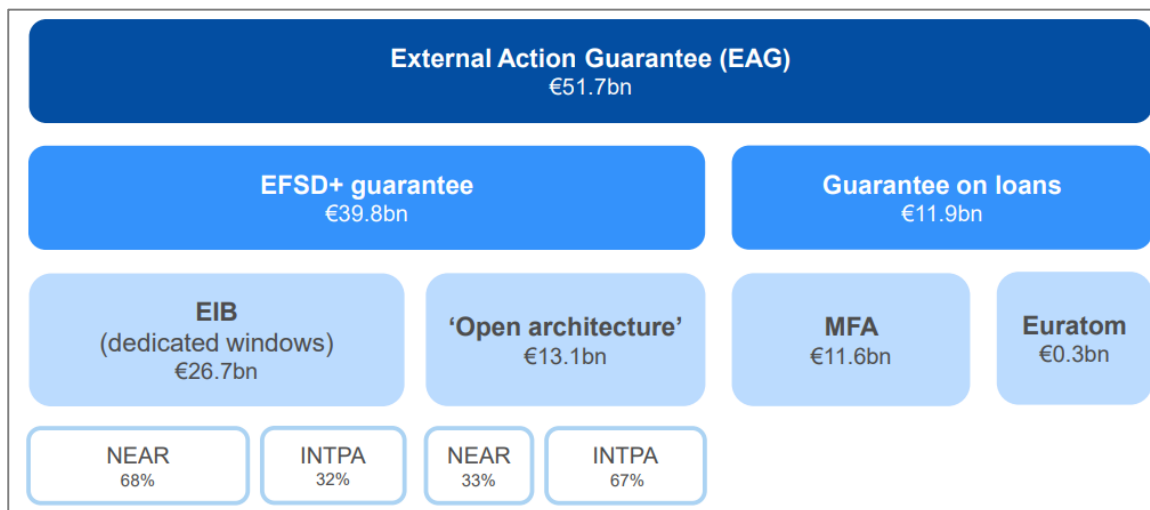 External Action Guarantee (EAG)
€51.7bn
EFSD+ guarantee
€39.8bn
Guarantee on loans
€11.9bn
EIB
(dedicated windows)
€26.7bn
‘Open architecture’
€13.1bn
MFA
€11.6bn
Euratom
€0.3bn
NEAR
68%
INTPA
32%
NEAR
33%
INTPA
67%